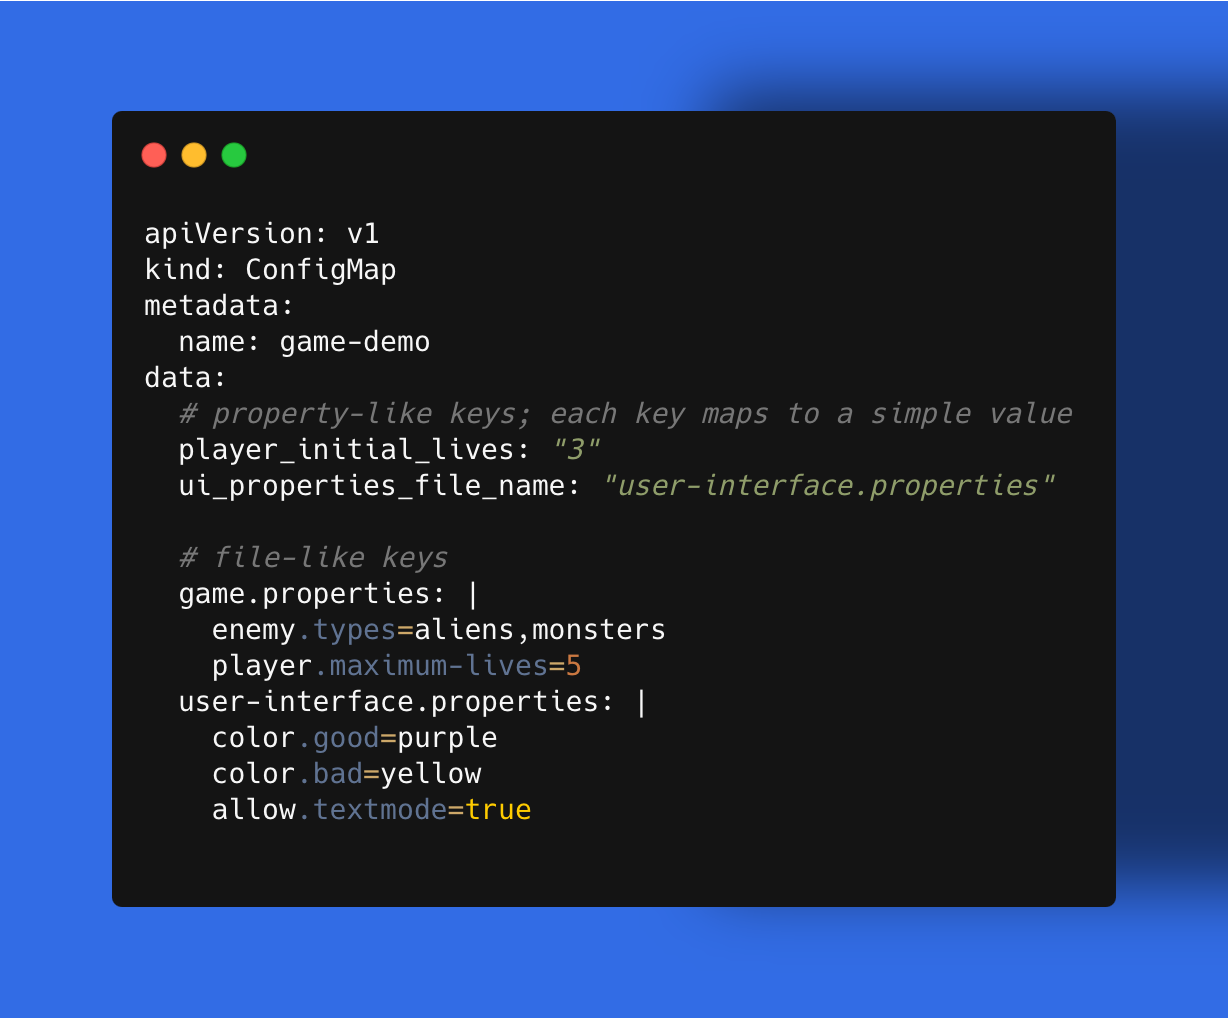 apiVersion: v1
kind: ConfigMap
metadata:
  name: game-demo
data:
  # property-like keys; each key maps to a simple value
  player_initial_lives: "3"
  ui_properties_file_name: "user-interface.properties"

  # file-like keys
  game.properties: |
    enemy.types=aliens,monsters
    player.maximum-lives=5
  user-interface.properties: |
    color.good=purple
    color.bad=yellow
    allow.textmode=true